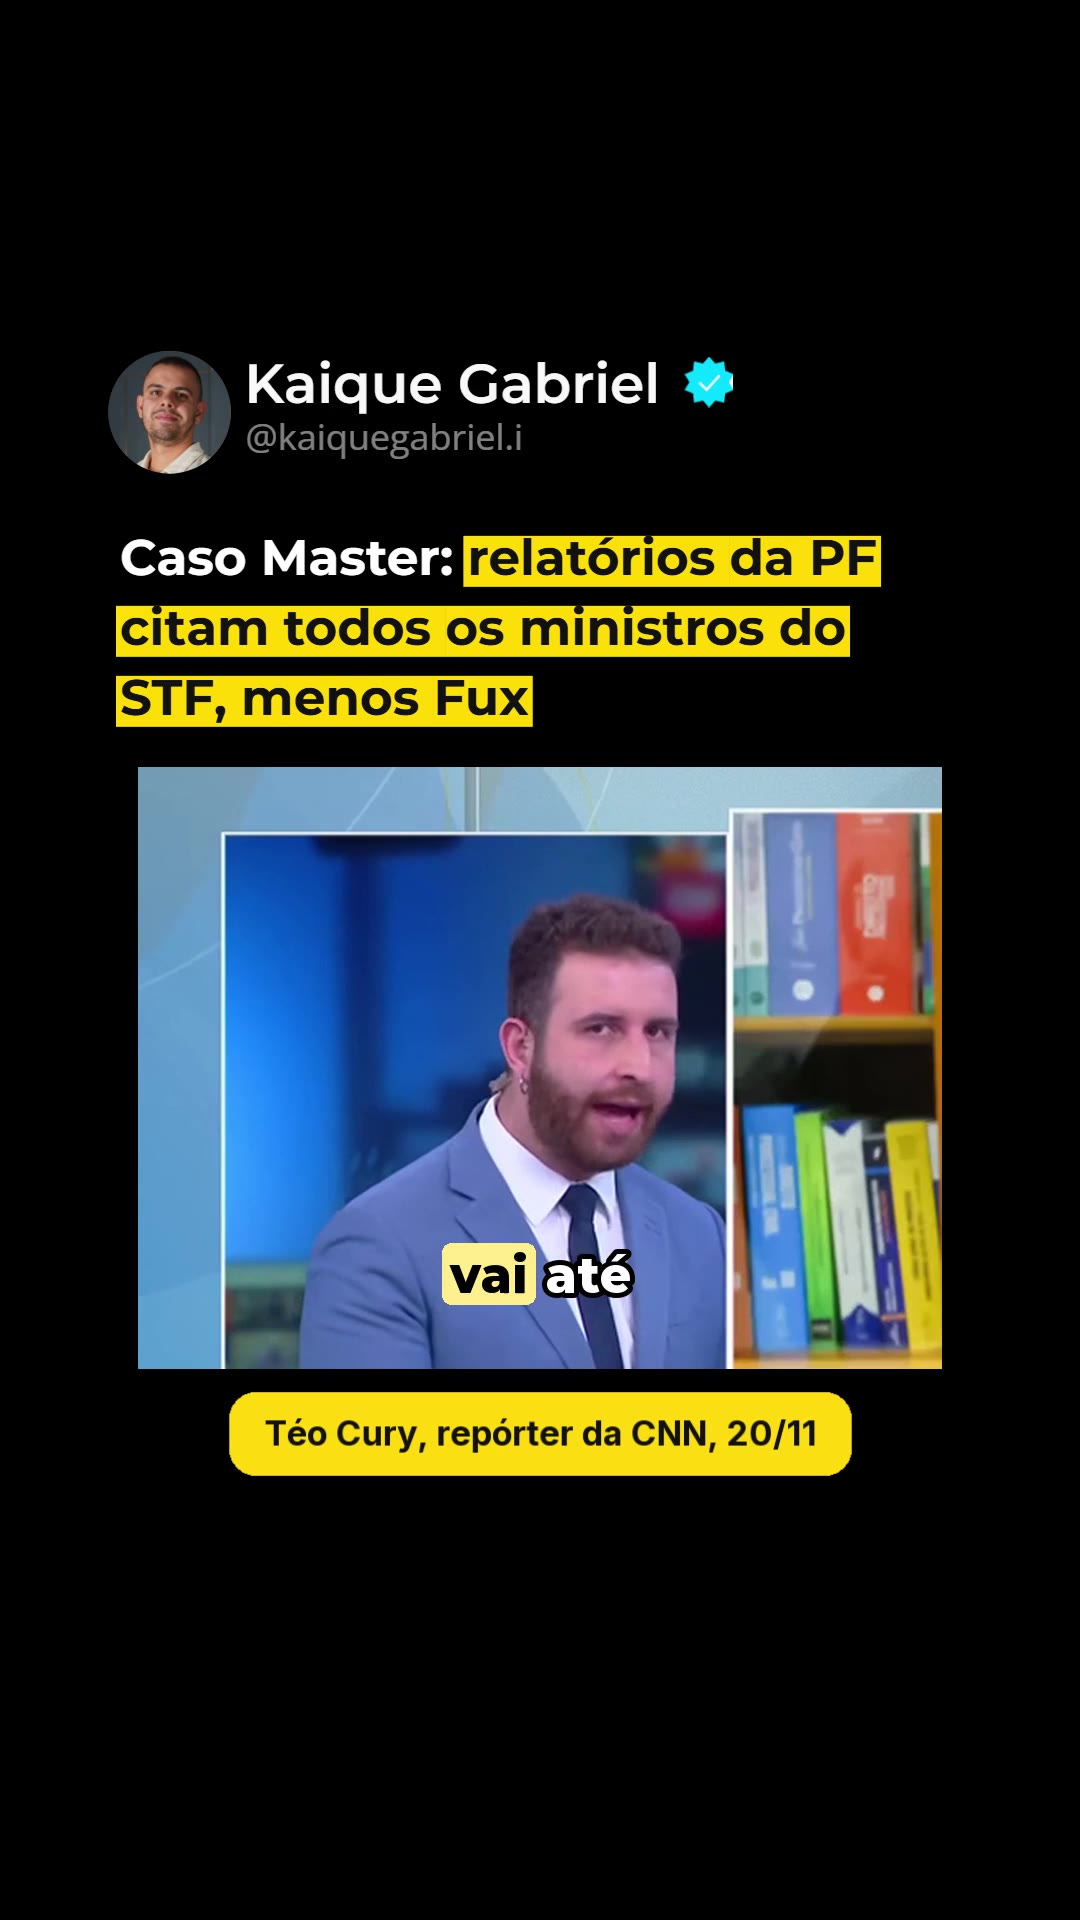 Kaique Gabriel
@kaiquegabriel.i
Caso Master: relatórios da PF
citam todos os ministros do
STF, menos Fux
vai até
Téo Cury, repórter da CNN, 20/11